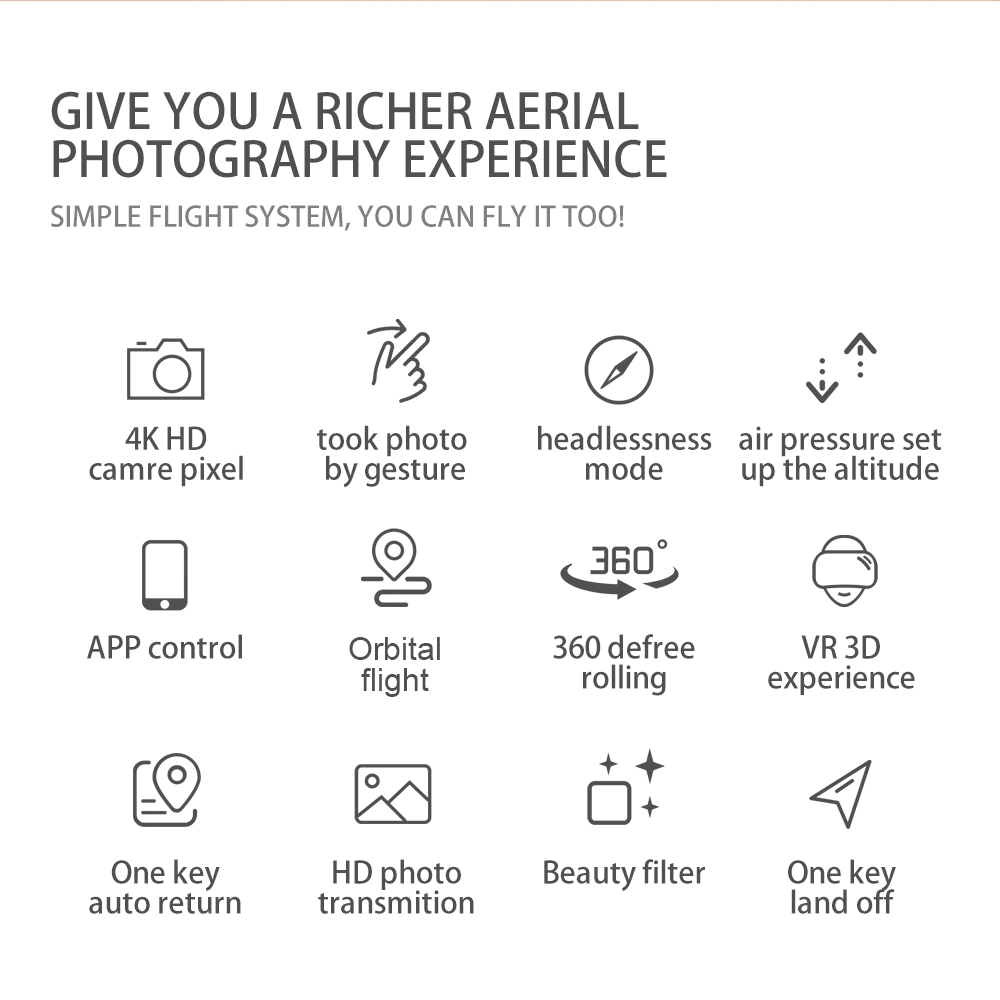 GIVE YOU A RICHER AERIAL
PHOTOGRAPHY EXPERIENCE
SIMPLE FLIGHT SYSTEM, YOU CAN FLY IT TOO!
4K HD
camre pixel
took photo
by gesture
headlessness
mode
air pressure set
up the altitude
APP control
Orbital
flight
360°
360 defree
rolling
VR 3D
experience
One key
auto return
HD photo
transmition
Beauty filter
One key
land off